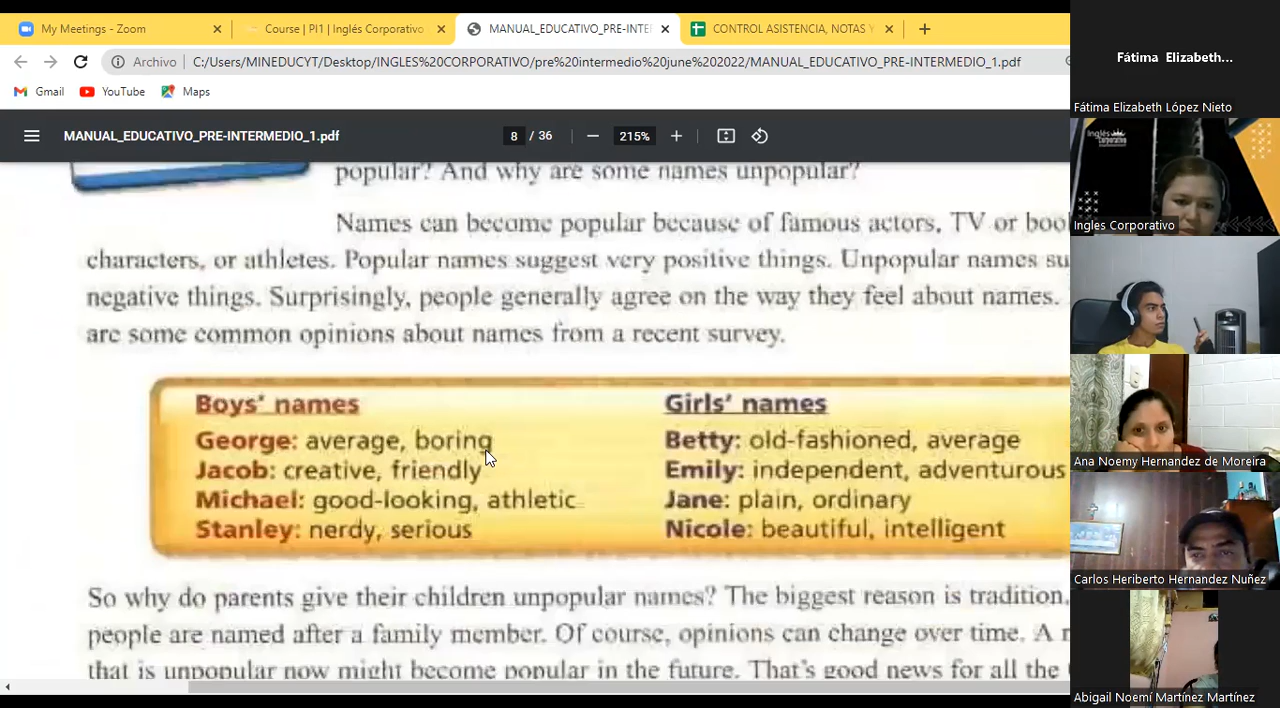 My Meetings - Zoom
Course | PI1 | Inglés Corporativo
MANUAL_EDUCATIVO_PRE-INTE
CONTROL ASISTENCIA, NOTAS Y
Archivo
C:/Users/MINEDUCYT/Desktop/INGLES%20CORPORATIVO/pre%20intermedio%20june%202022/MANUAL_EDUCATIVO_PRE-INTERMEDIO_1.pdf
Gmail
YouTube
Maps
MANUAL_EDUCATIVO_PRE-INTERMEDIO_1.pdf
8 / 36
215%
popular? And why are some names unpopular?
Names can become popular because of famous actors, TV or boo
characters, or athletes. Popular names suggest very positive things. Unpopular names su
negative things. Surprisingly, people generally agree on the way they feel about names.
are some common opinions about names from a recent survey.
Boys' names
George: average, boring
Jacob: creative, friendly
Michael: good-looking, athletic
Stanley: nerdy, serious
Girls' names
Betty: old-fashioned, average
Emily: independent, adventurous
Jane: plain, ordinary
Nicole: beautiful, intelligent
So why do parents give their children unpopular names? The biggest reason is tradition.
people are named after a family member. Of course, opinions can change over time. A
that is unpopular now might become popular in the future. That's good news for all the
Fátima Elizabeth...
Fátima Elizabeth López Nieto
Inglés
Corporativo
Ingles Corporativo
Ana Noemy Hernandez de Moreira
Carlos Heriberto Hernandez Nuñez
Abigail Noemí Martínez Martínez